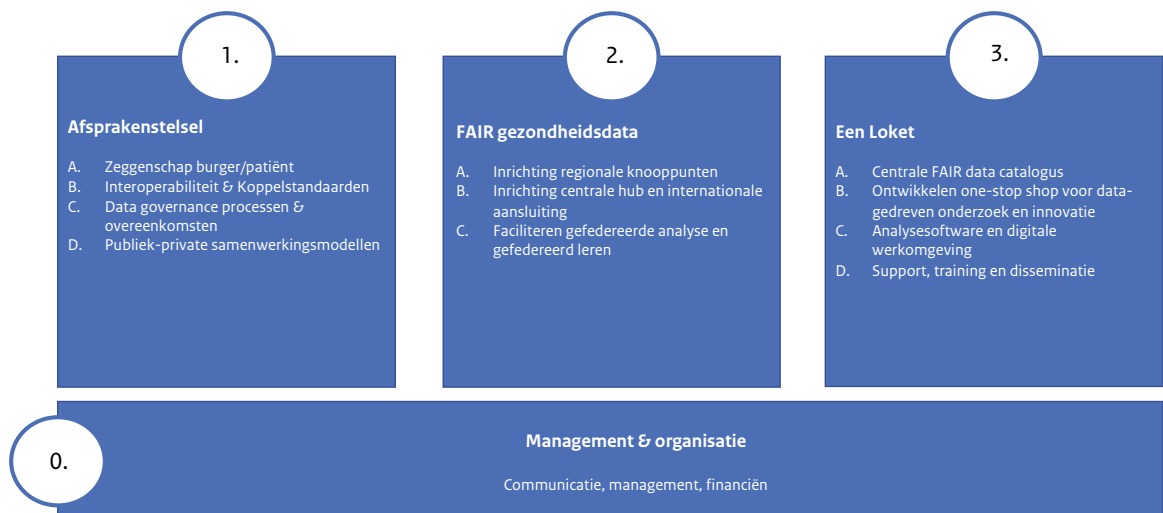 1.
Afsprakenstelsel
A. Zeggenschap burger/patiënt
B. Interoperabiliteit & Koppelstandaarden
C. Data governance processen &
overeenkomsten
D. Publiek-private samenwerkingsmodellen
2.
FAIR gezondheidsdata
A. Inrichting regionale knooppunten
B. Inrichting centrale hub en internationale
aansluiting
C. Faciliteren gefedereerde analyse en
gefedereerd leren
3.
Een Loket
A. Centrale FAIR data catalogus
B. Ontwikkelen one-stop shop voor data-
gedreven onderzoek en innovatie
C. Analysesoftware en digitale
werkomgeving
D. Support, training en disseminatie
0.
Management & organisatie
Communicatie, management, financiën